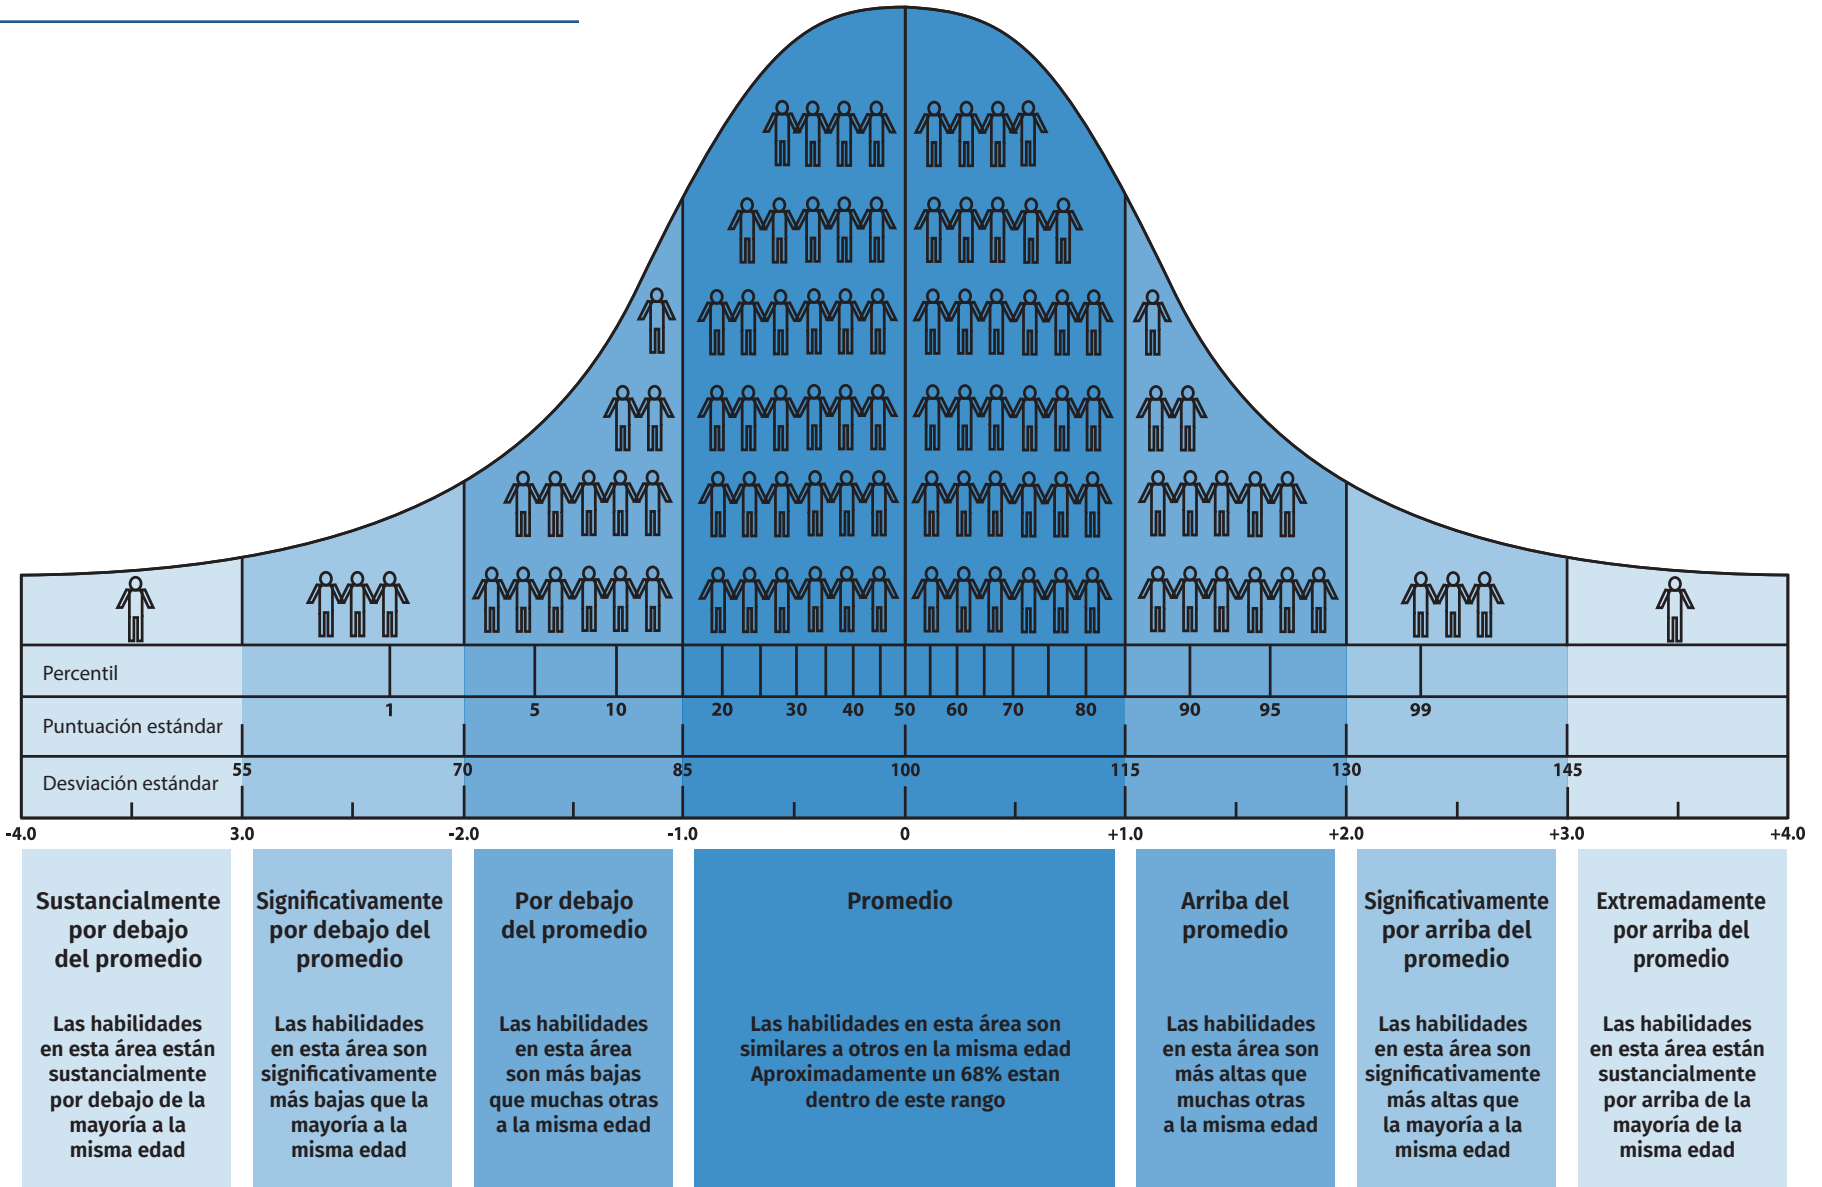 Percentil
1 5 10 20 30 40 50 60 70 80 90 95 99
Puntuación estándar
55 70 85 100 115 130 145
Desviación estándar
-4.0 3.0 -2.0 -1.0 0 +1.0 +2.0 +3.0 +4.0
Sustancialmente
por debajo
del promedio
Las habilidades
en esta área están
sustancialmente
por debajo de la
mayoría a la
misma edad
Significativamente
por debajo del
promedio
Las habilidades
en esta área son
significativamente
más bajas que la
mayoría a la
misma edad
Por debajo
del promedio
Las habilidades
en esta área
son más bajas
que muchas otras
a la misma edad
Promedio
Las habilidades en esta área son
similares a otros en la misma edad
Aproximadamente un 68% estan
dentro de este rango
Arriba del
promedio
Las habilidades
en esta área son
más altas que
muchas otras
a la misma edad
Significativamente
por arriba del
promedio
Las habilidades
en esta área son
significativamente
más altas que
la mayoría a la
misma edad
Extremadamente
por arriba del
promedio
Las habilidades
en esta área están
sustancialmente
por arriba de la
mayoría de la
misma edad